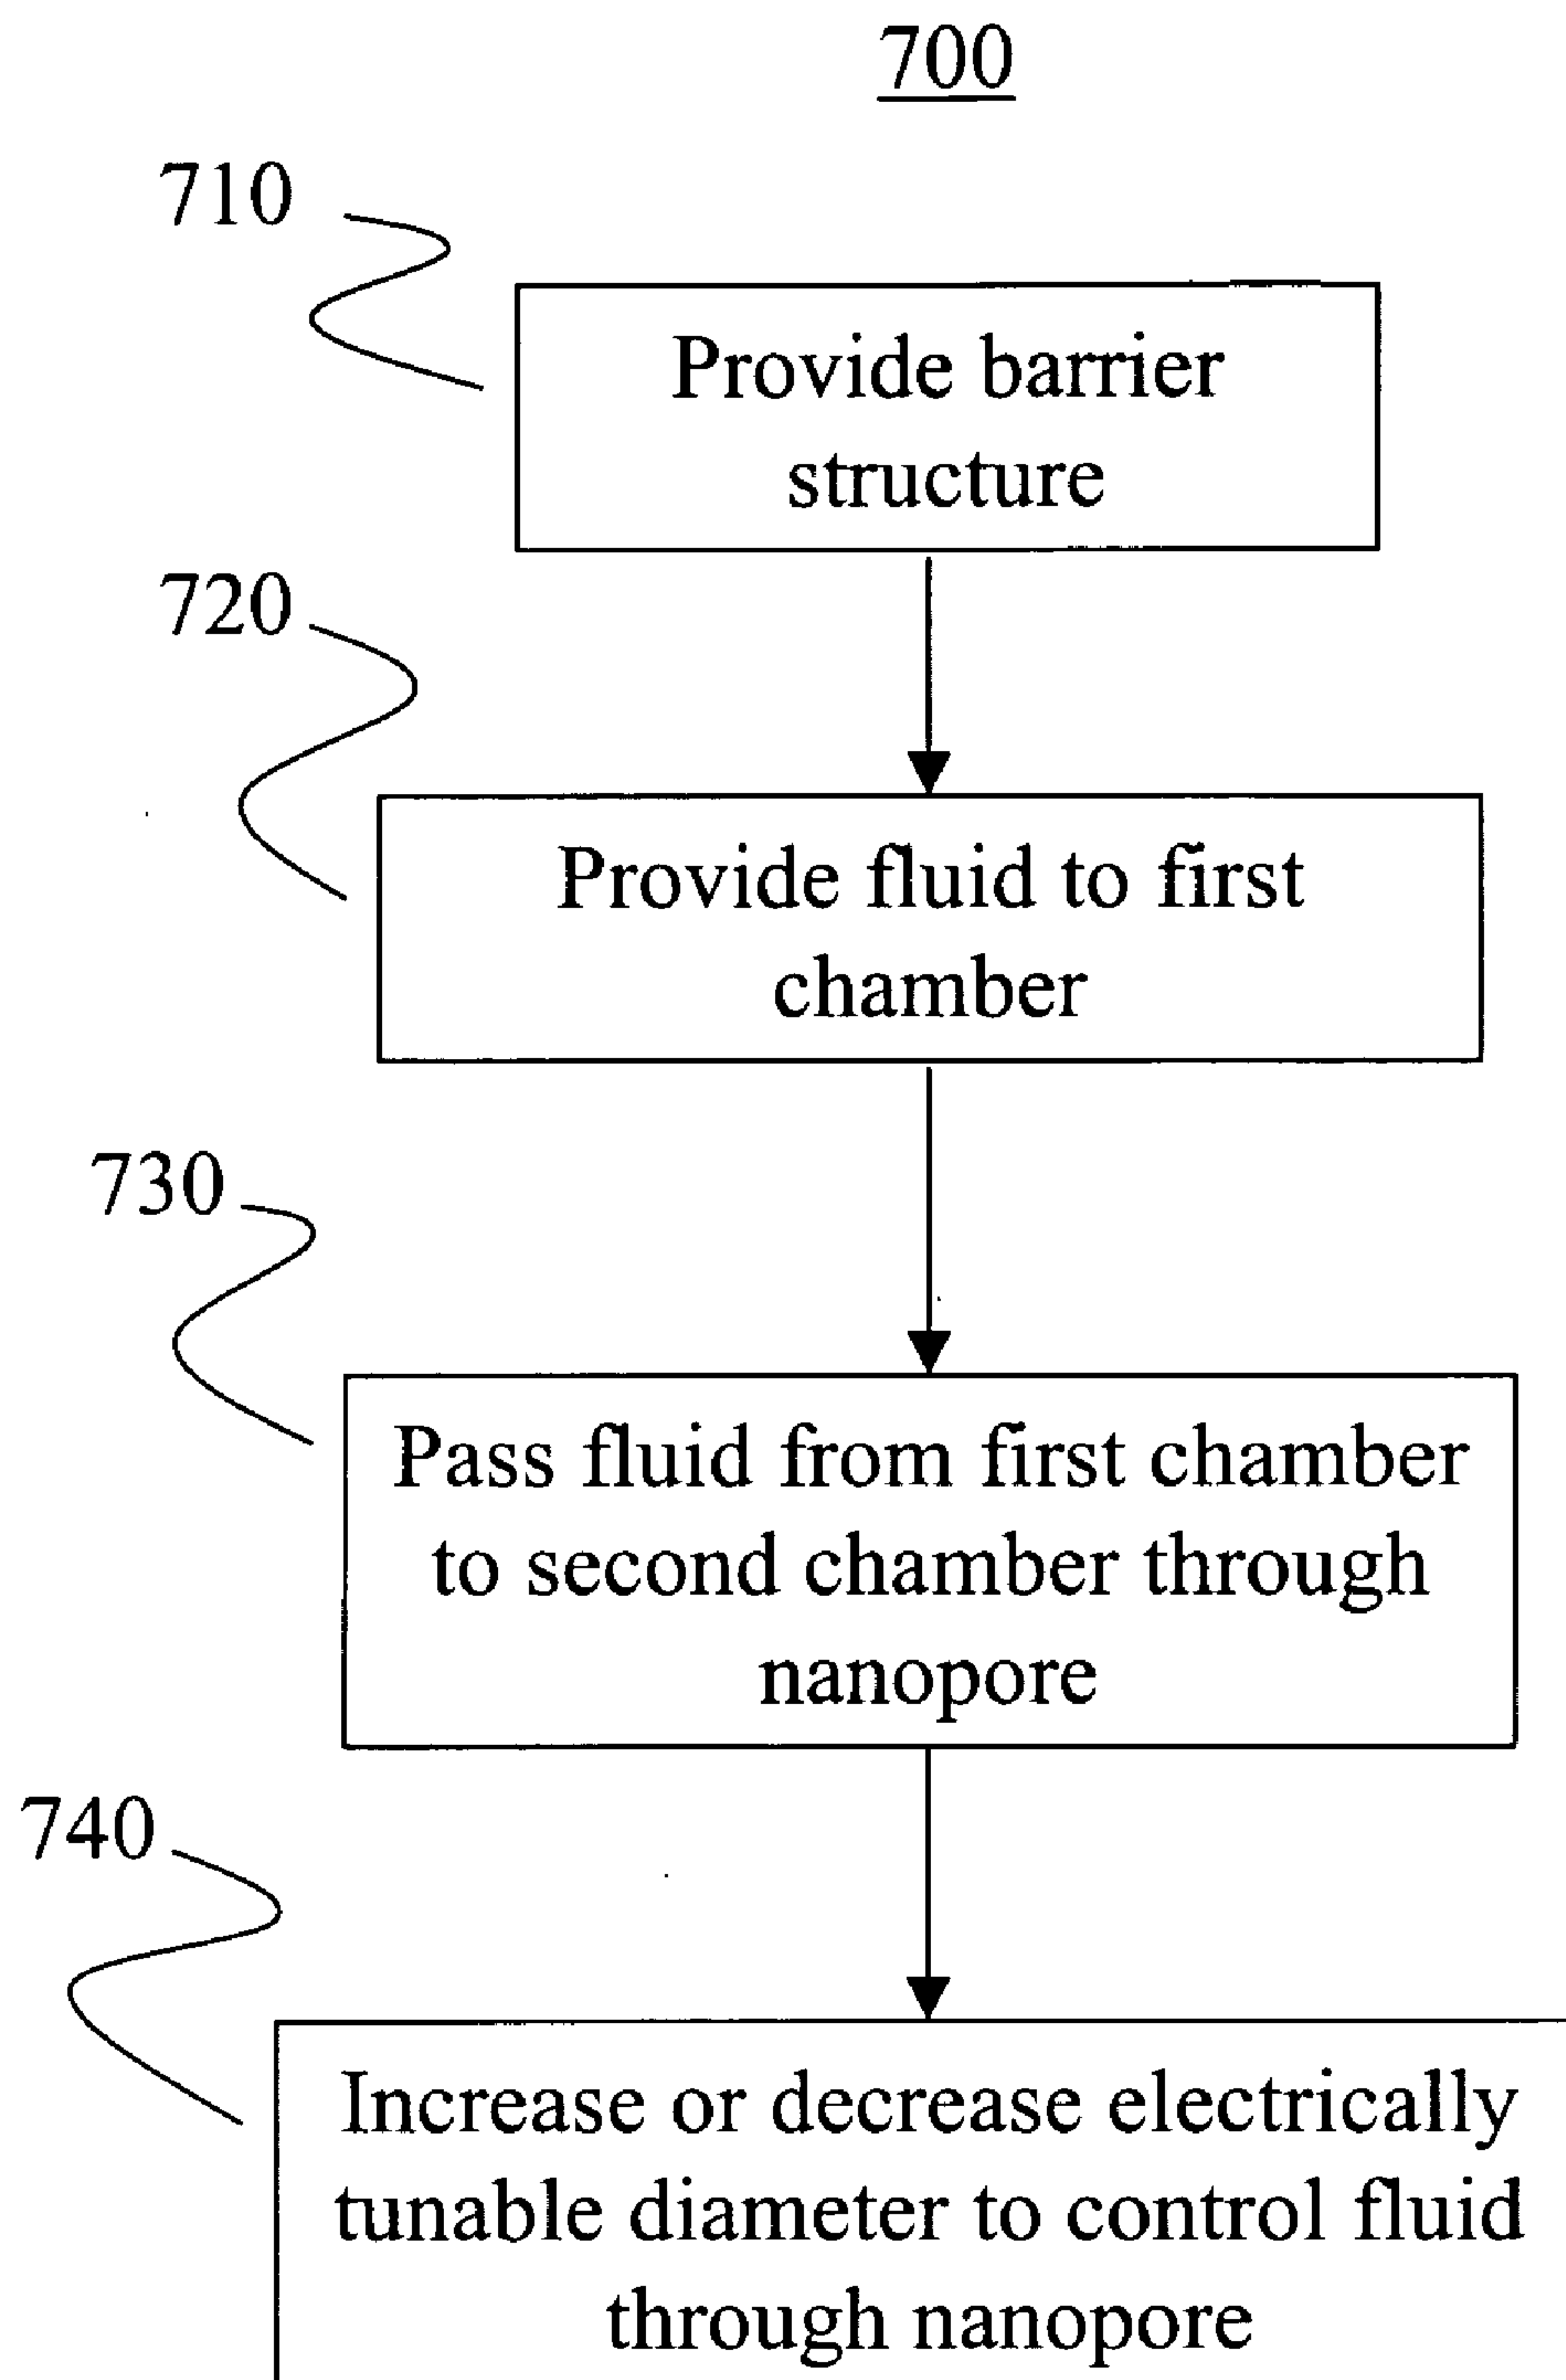 700
710
Provide barrier
structure
720
Provide fluid to first
chamber
730
Pass fluid from first chamber
to second chamber through
nanopore
740
Increase or decrease electrically
tunable diameter to control fluid
through nanopore